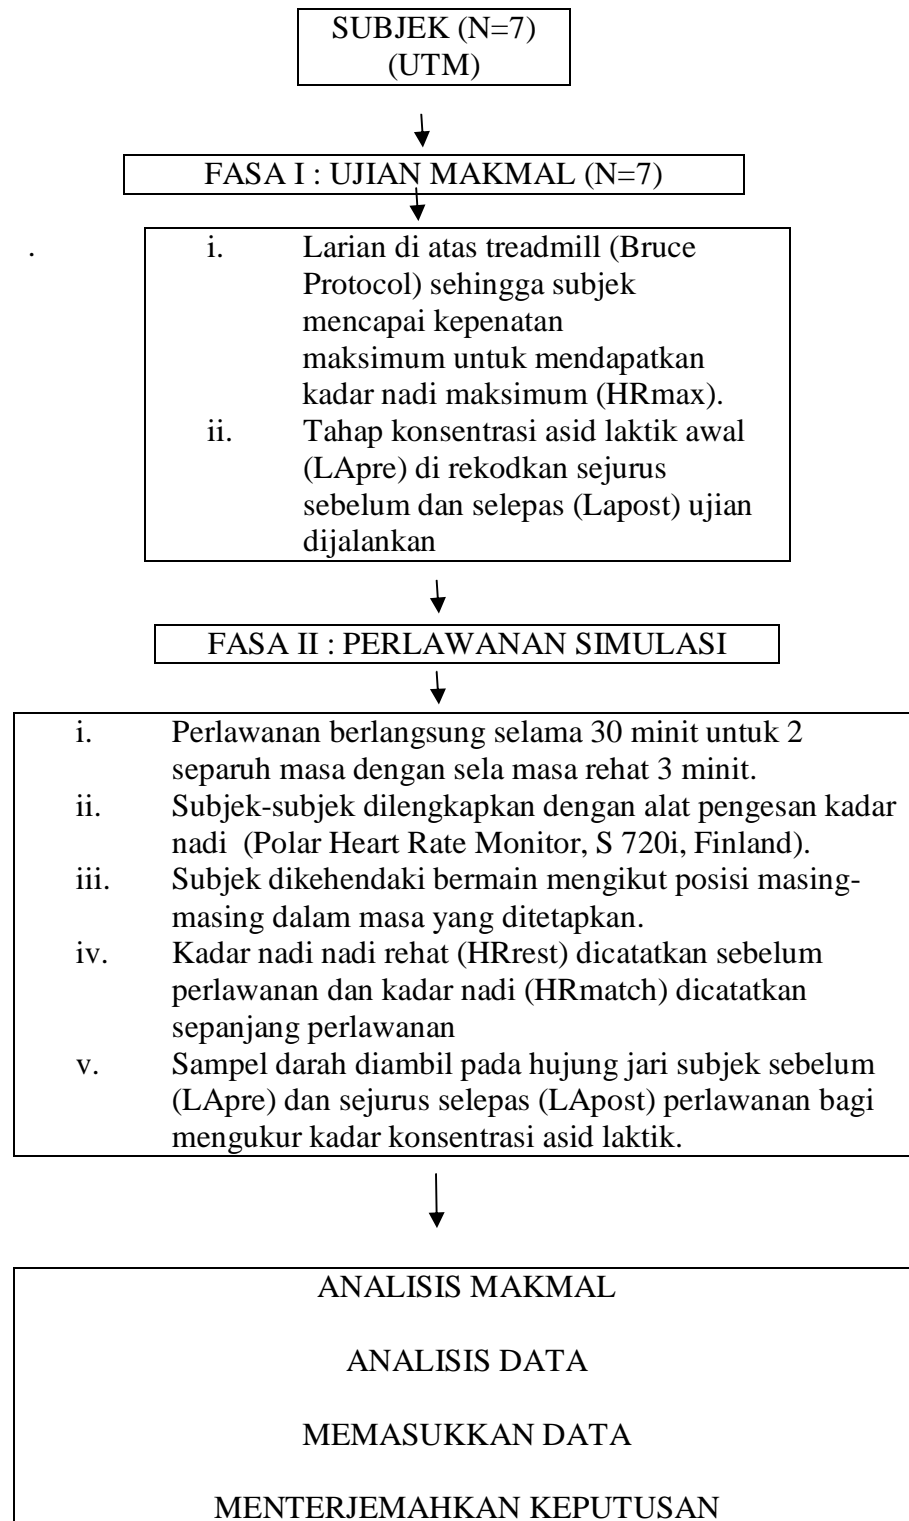 SUBJEK (N=7)
(UTM)
FASA I : UJIAN MAKMAL (N=7)
.
i. Larian di atas treadmill (Bruce
Protocol) sehingga subjek
mencapai kepenatan
maksimum untuk mendapatkan
kadar nadi maksimum (HRmax).
ii. Tahap konsentrasi asid laktik awal
(LApre) di rekodkan sejurus
sebelum dan selepas (Lapost) ujian
dijalankan
FASA II : PERLAWANAN SIMULASI
i. Perlawanan berlangsung selama 30 minit untuk 2
separuh masa dengan sela masa rehat 3 minit.
ii. Subjek-subjek dilengkapkan dengan alat pengesan kadar
nadi (Polar Heart Rate Monitor, S 720i, Finland).
iii. Subjek dikehendaki bermain mengikut posisi masing-
masing dalam masa yang ditetapkan.
iv. Kadar nadi nadi rehat (HRrest) dicatatkan sebelum
perlawanan dan kadar nadi (HRmatch) dicatatkan
sepanjang perlawanan
v. Sampel darah diambil pada hujung jari subjek sebelum
(LApre) dan sejurus selepas (LApost) perlawanan bagi
mengukur kadar konsentrasi asid laktik.
ANALISIS MAKMAL
ANALISIS DATA
MEMASUKKAN DATA
MENTERJEMAHKAN KEPUTUSAN